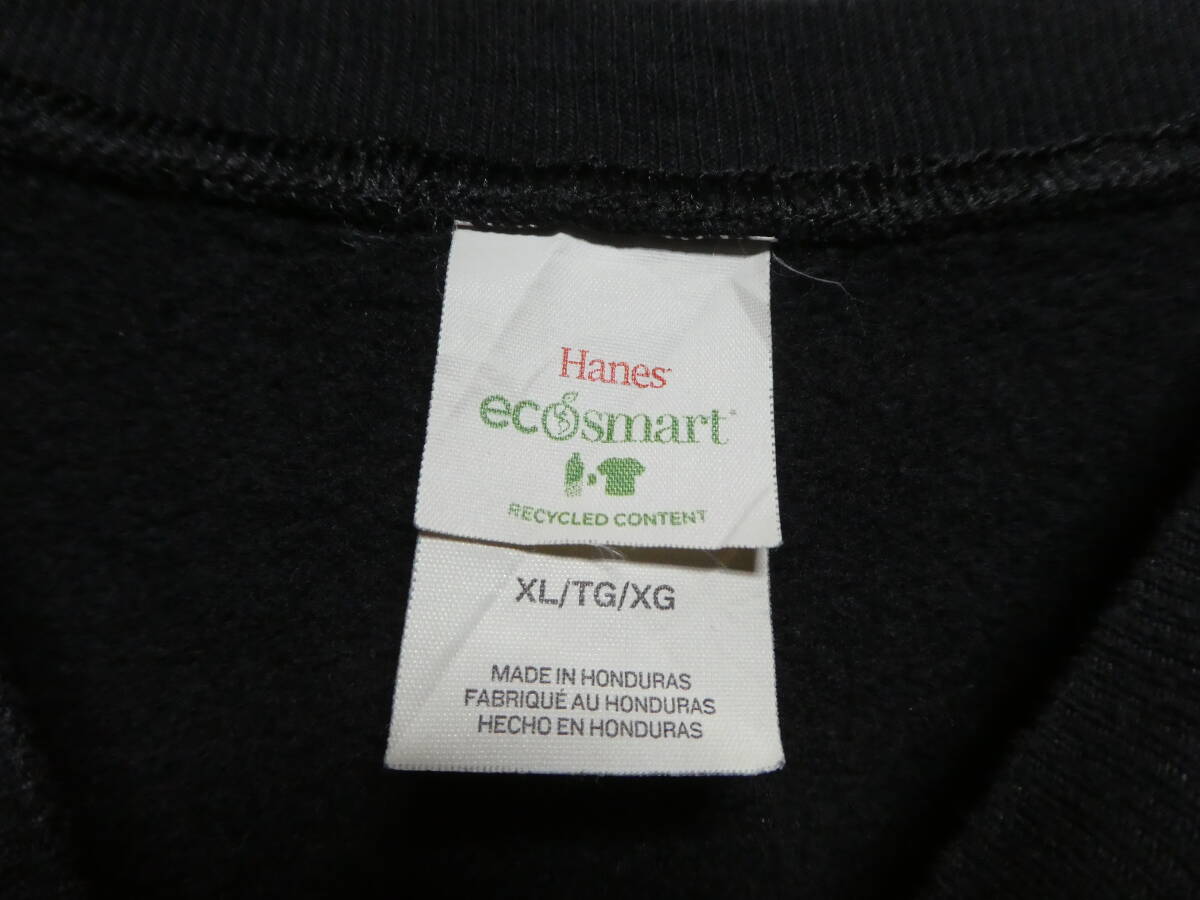 Hanes
ecosmart
RECYCLED CONTENT
XL/TG/XG
MADE IN HONDURAS
FABRIQUÉ AU HONDURAS
HECHO EN HONDURAS